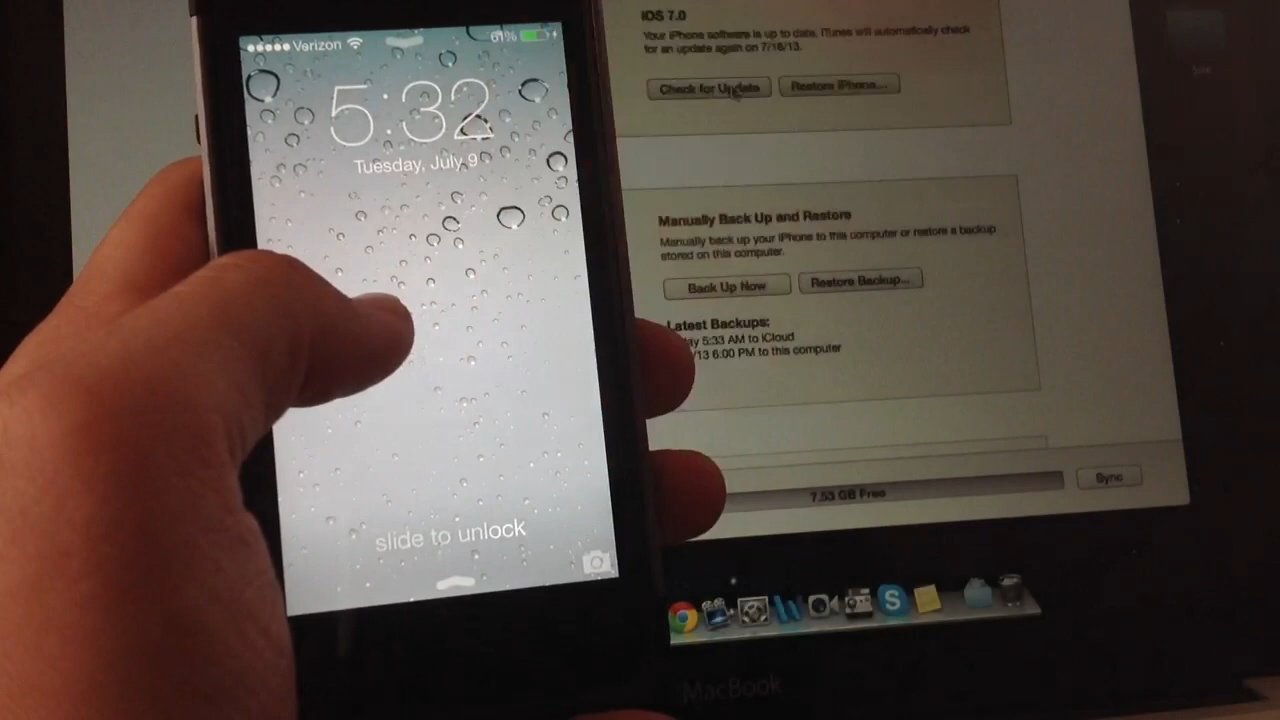 Verizon
61%
5:32
Tuesday, July 9
slide to unlock
iOS 7.0
Your iPhone software is up to date. iTunes will automatically check
for an update again on 7/16/13.
Check for Update
Restore iPhone...
Manually Back Up and Restore
Manually back up your iPhone to this computer or restore a backup
stored on this computer.
Back Up Now
Restore Backup...
Latest Backups:
5:33 AM to iCloud
/13 6:00 PM to this computer
7.53 GB Free
Sync
S
MacBook